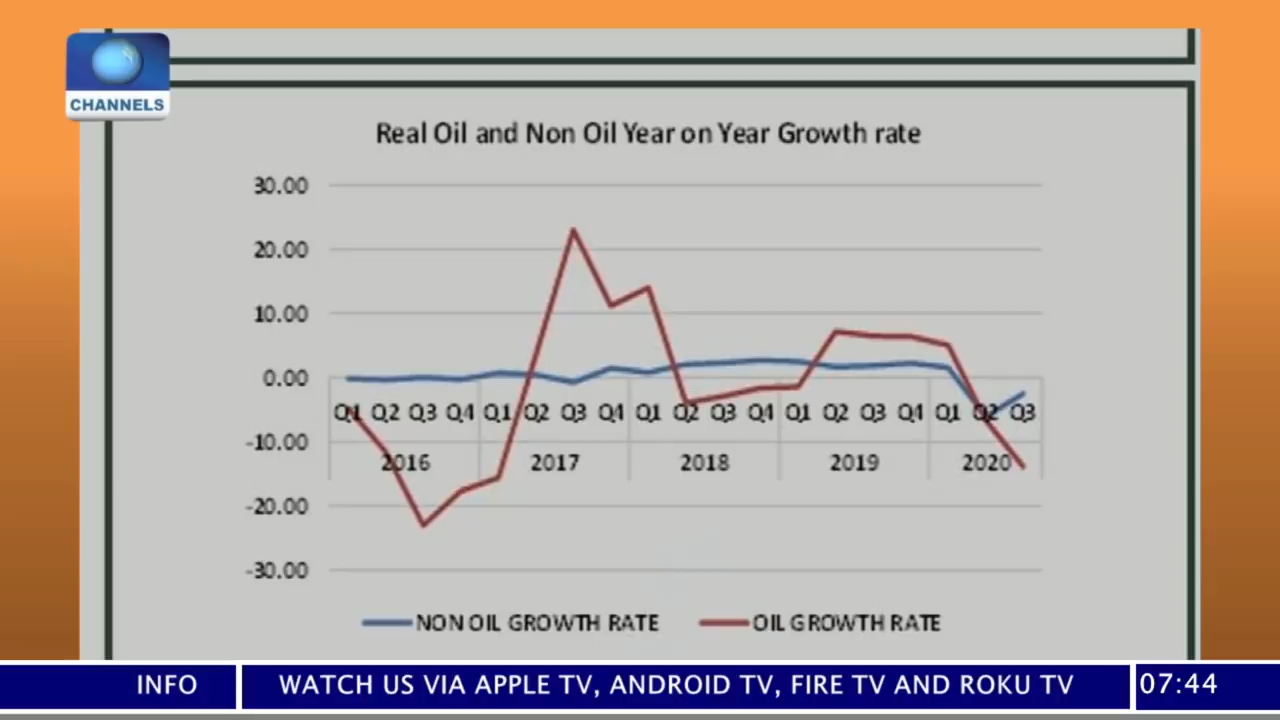 CHANNELS
Real Oil and Non Oil Year on Year Growth rate
30.00
20.00
10.00
0.00
-10.00
-20.00
-30.00
Q1 Q2 Q3 Q4 Q1 Q2 Q3 Q4 Q1 Q2 Q3 Q4 Q1 Q2 Q3 Q4 Q1 Q2 Q3
2016 2017 2018 2019 2020
NON OIL GROWTH RATE OIL GROWTH RATE
INFO WATCH US VIA APPLE TV, ANDROID TV, FIRE TV AND ROKU TV 07:44